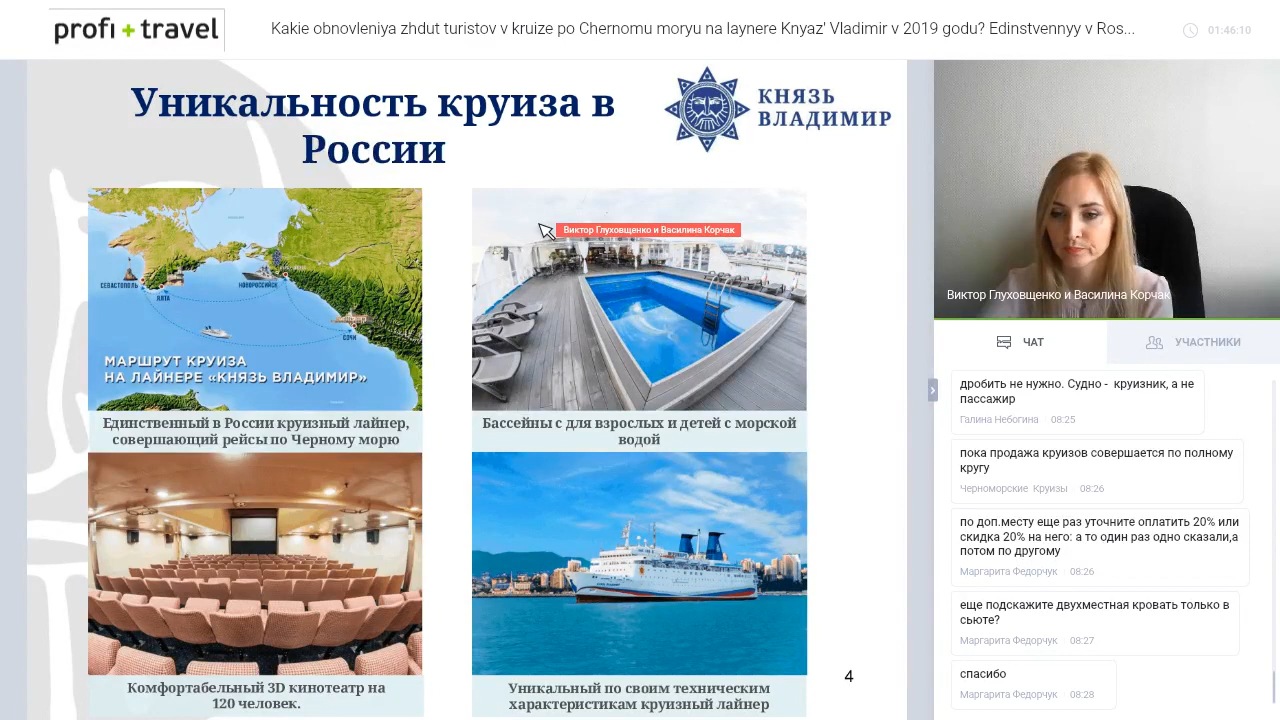 profi + travel
Kakie obnovleniya zhdut turistov v kruize po Chernomu moryu na laynere Knyaz' Vladimir v 2019 godu? Edinstvennyy v Ros...
01:46:10
Уникальность круиза в
России
КНЯЗЬ
ВЛАДИМИР
СЕВАСТОПОЛЬ
ЯЛТА
НОВОРОССИЙСК
СОЧИ
МАРШРУТ КРУИЗА
НА ЛАЙНЕРЕ «КНЯЗЬ ВЛАДИМИР»
Виктор Глуховщенко и Василина Корчак
Единственный в России круизный лайнер,
совершающий рейсы по Черному морю
Бассейны с для взрослых и детей с морской
водой
Комфортабельный 3D кинотеатр на
120 человек.
Уникальный по своим техническим
характеристикам круизный лайнер
4
Виктор Глуховщенко и Василина Корчак
ЧАТ
УЧАСТНИКИ
дробить не нужно. Судно - круизник, а не
пассажир
Галина Небогина 08:25
пока продажа круизов совершается по полному
кругу
Черноморские Круизы 08:26
по доп.месту еще раз уточните оплатить 20% или
скидка 20% на него: а то один раз одно сказали,а
потом по другому
Маргарита Федорчук 08:26
еще подскажите двухместная кровать только в
сьюте?
Маргарита Федорчук 08:27
спасибо
Маргарита Федорчук 08:28